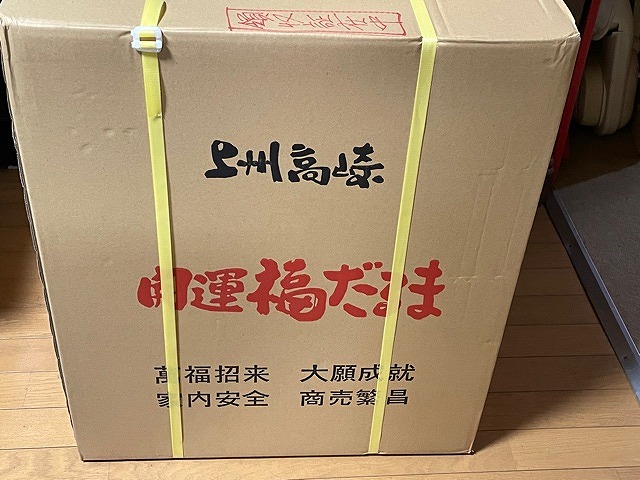 上州高崎
開運福だるま
萬福招来 大願成就
家内安全 商売繁昌